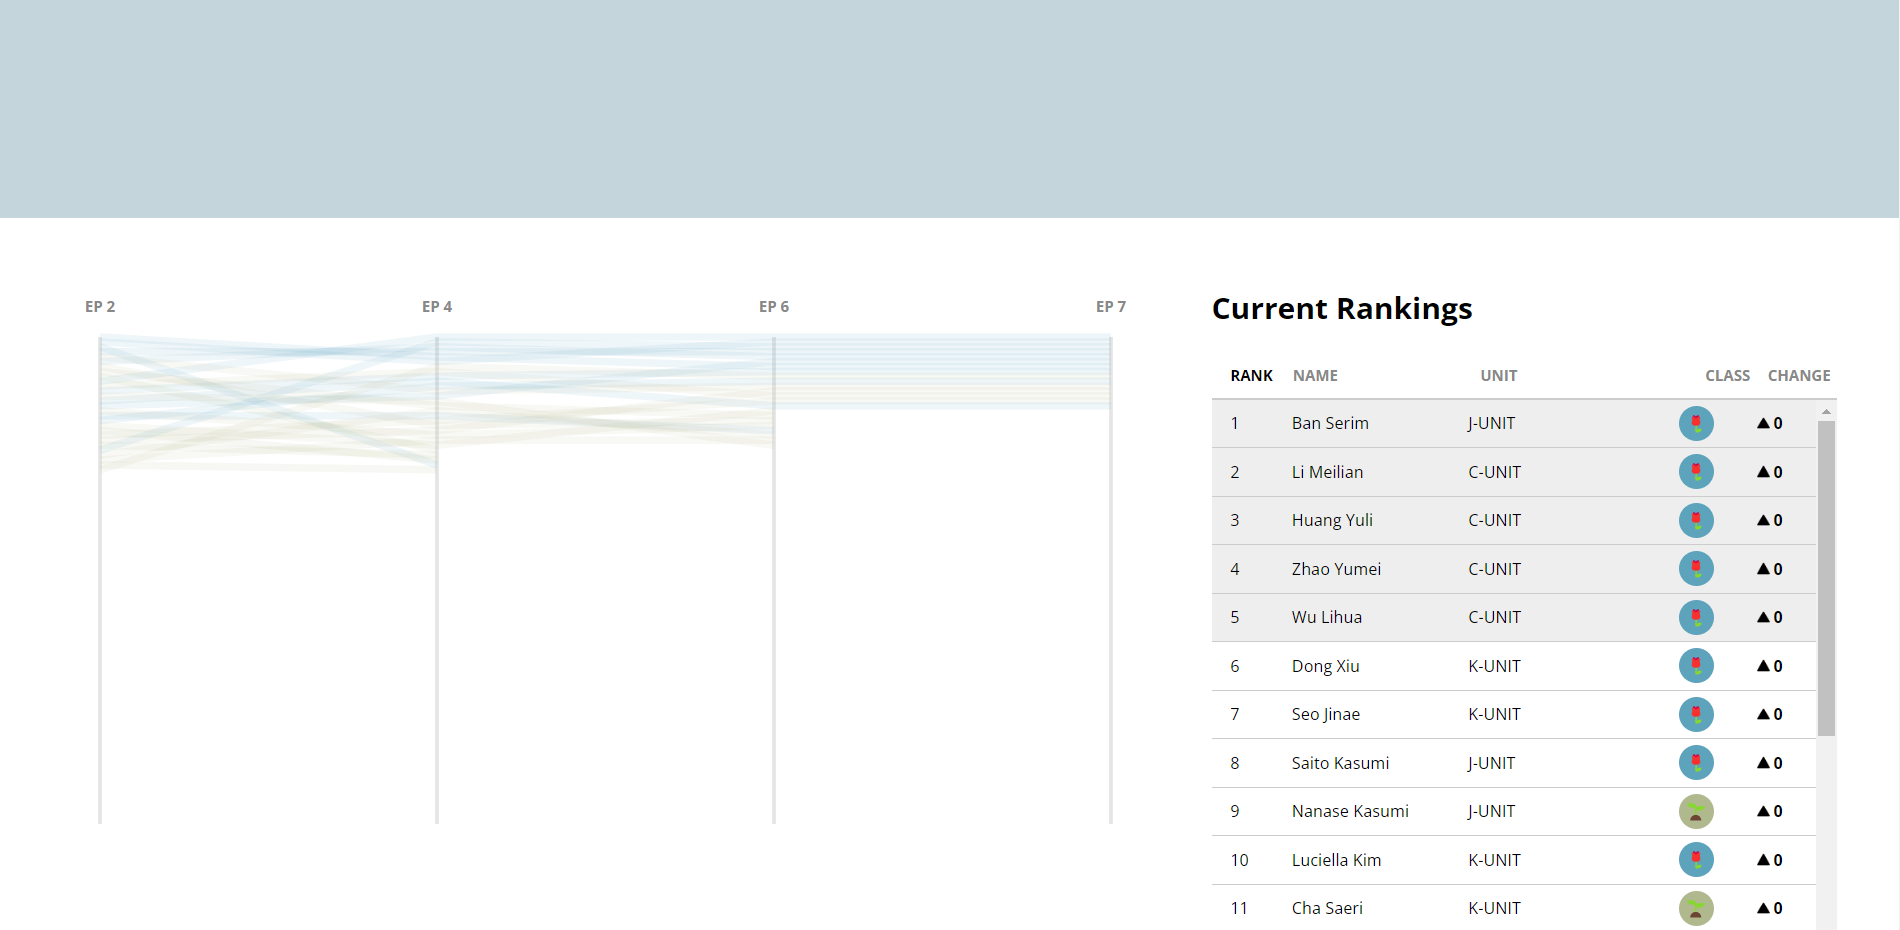 EP 2 EP 4 EP 6 EP 7
Current Rankings
RANK NAME UNIT CLASS CHANGE
1 Ban Serim J-UNIT ▲ 0
2 Li Meilian C-UNIT ▲ 0
3 Huang Yuli C-UNIT ▲ 0
4 Zhao Yumei C-UNIT ▲ 0
5 Wu Lihua C-UNIT ▲ 0
6 Dong Xiu K-UNIT ▲ 0
7 Seo Jinae K-UNIT ▲ 0
8 Saito Kasumi J-UNIT ▲ 0
9 Nanase Kasumi J-UNIT ▲ 0
10 Luciella Kim K-UNIT ▲ 0
11 Cha Saeri K-UNIT ▲ 0